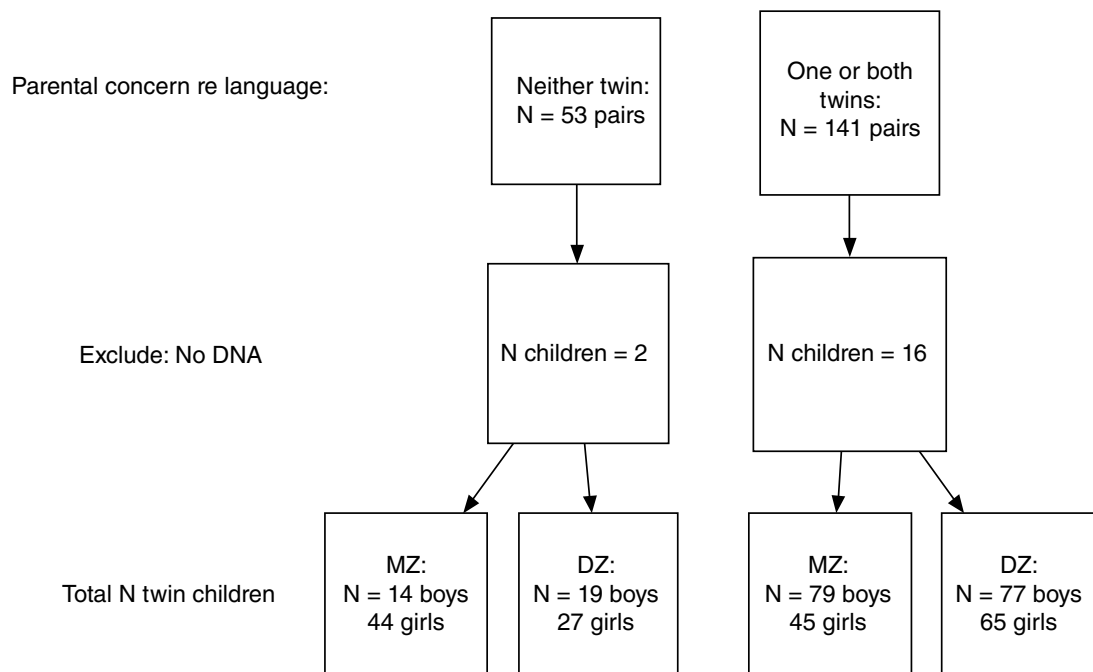 Parental concern re language:
Neither twin:
N = 53 pairs
One or both
twins:
N = 141 pairs
Exclude: No DNA
N children = 2
N children = 16
Total N twin children
MZ:
N = 14 boys
44 girls
DZ:
N = 19 boys
27 girls
MZ:
N = 79 boys
45 girls
DZ:
N = 77 boys
65 girls